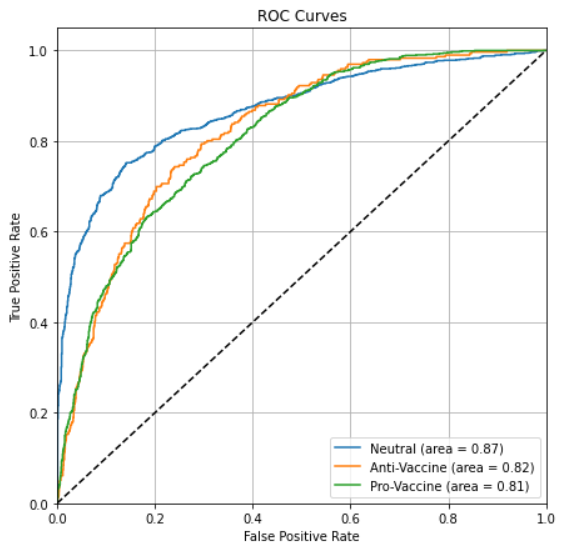 ROC Curves
1.0
0.8
0.6
0.4
0.2
0.0
True Positive Rate
Neutral (area = 0.87)
Anti-Vaccine (area = 0.82)
Pro-Vaccine (area = 0.81)
0.0 0.2 0.4 0.6 0.8 1.0
False Positive Rate